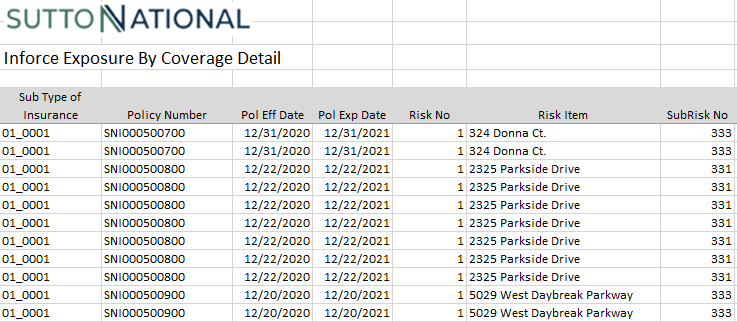 SUTTON NATIONAL
Inforce Exposure By Coverage Detail
Sub Type of
Insurance Policy Number Pol Eff Date Pol Exp Date Risk No Risk Item SubRisk No
01_0001 SNI000500700 12/31/2020 12/31/2021 1 324 Donna Ct. 333
01_0001 SNI000500700 12/31/2020 12/31/2021 1 324 Donna Ct. 333
01_0001 SNI000500800 12/22/2020 12/22/2021 1 2325 Parkside Drive 331
01_0001 SNI000500800 12/22/2020 12/22/2021 1 2325 Parkside Drive 331
01_0001 SNI000500800 12/22/2020 12/22/2021 1 2325 Parkside Drive 331
01_0001 SNI000500800 12/22/2020 12/22/2021 1 2325 Parkside Drive 331
01_0001 SNI000500800 12/22/2020 12/22/2021 1 2325 Parkside Drive 331
01_0001 SNI000500800 12/22/2020 12/22/2021 1 2325 Parkside Drive 331
01_0001 SNI000500800 12/22/2020 12/22/2021 1 2325 Parkside Drive 331
01_0001 SNI000500900 12/20/2020 12/20/2021 1 5029 West Daybreak Parkway 333
01_0001 SNI000500900 12/20/2020 12/20/2021 1 5029 West Daybreak Parkway 333